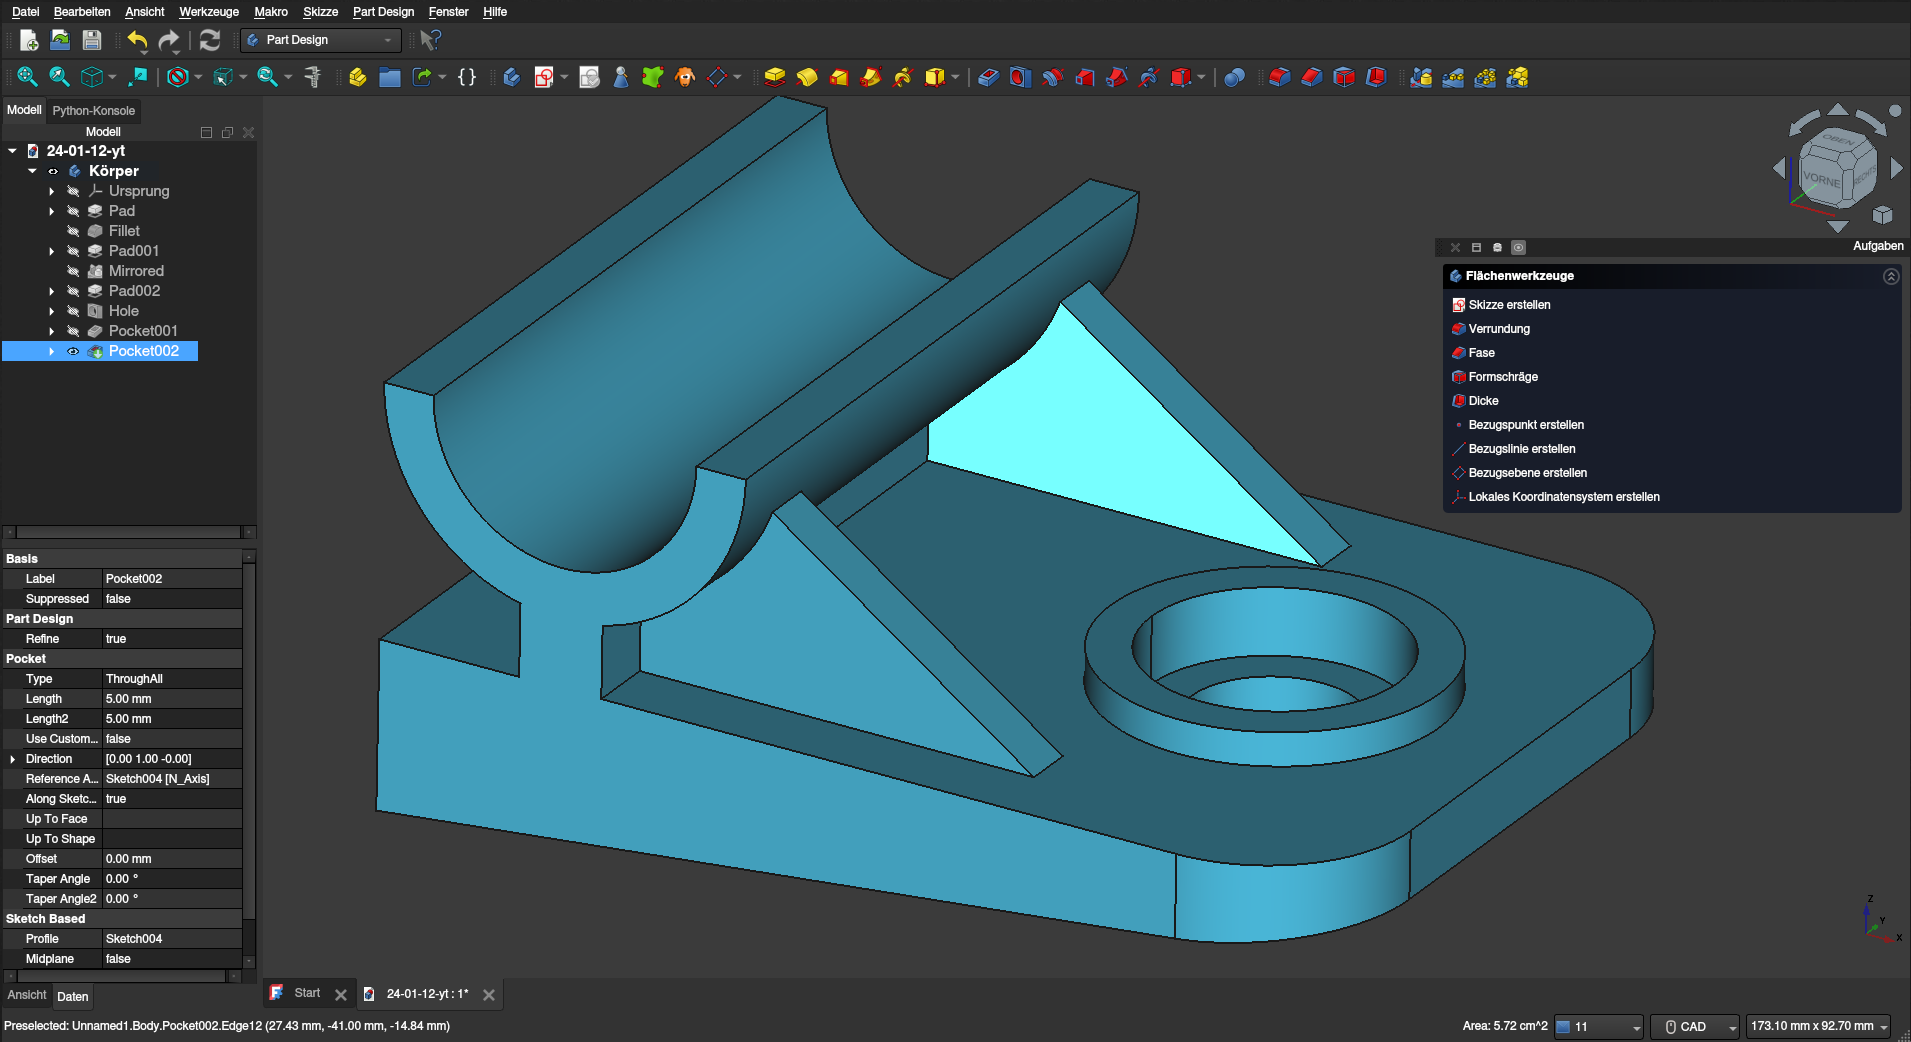 Datei Bearbeiten Ansicht Werkzeuge Makro Skizze Part Design Fenster Hilfe
Part Design
Modell Python-Konsole
Modell
24-01-12-yt
Körper
Ursprung
Pad
Fillet
Pad001
Mirrored
Pad002
Hole
Pocket001
Pocket002
OBEN
VORNE
RECHTS
Aufgaben
Flächenwerkzeuge
Skizze erstellen
Verrundung
Fase
Formschräge
Dicke
Bezugspunkt erstellen
Bezugslinie erstellen
Bezugsebene erstellen
Lokales Koordinatensystem erstellen
Basis
Label Pocket002
Suppressed false
Part Design
Refine true
Pocket
Type ThroughAll
Length 5.00 mm
Length2 5.00 mm
Use Custom... false
Direction [0.00 1.00 -0.00]
Reference A... Sketch004 [N_Axis]
Along Sketc... true
Up To Face
Up To Shape
Offset 0.00 mm
Taper Angle 0.00 °
Taper Angle2 0.00 °
Sketch Based
Profile Sketch004
Midplane false
Z
Y
X
Ansicht Daten
Start 24-01-12-yt : 1*
Preselected: Unnamed1.Body.Pocket002.Edge12 (27.43 mm, -41.00 mm, -14.84 mm) Area: 5.72 cm^2 11 CAD 173.10 mm x 92.70 mm